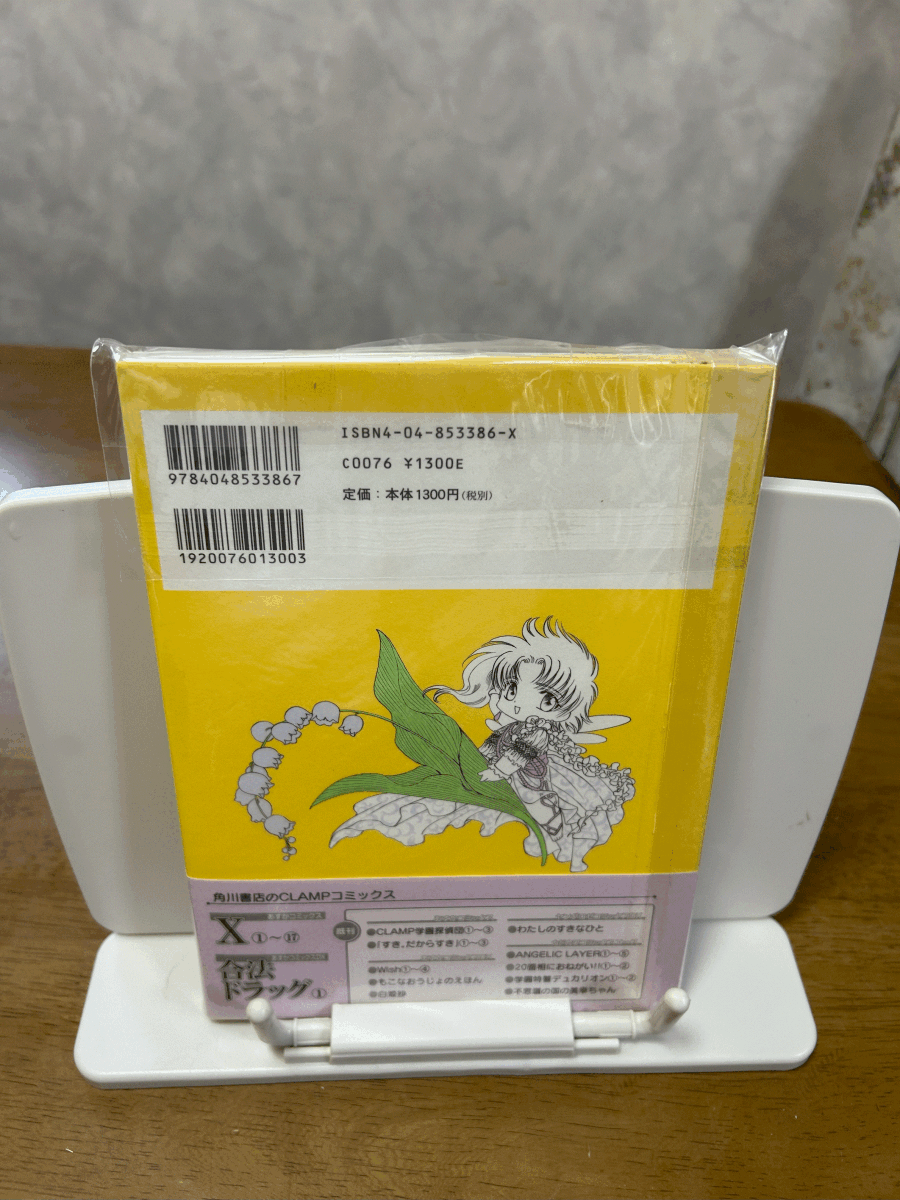 ISBN4-04-853386-X
C0076 ¥1300E
定価：本体1300円（税別）
9784048533867
1920076013003
角川書店のCLAMPコミックス
X①〜⑰
合法
ドラッグ①
既刊
●CLAMP学園探偵団①〜③
●「すき。だからすき」①〜③
●Wish①〜④
●もこなおうじょのえほん
●白姫抄
●わたしのすきなひと
●ANGELIC LAYER①〜⑤
●20面相におねがい!!①〜②
●学園特警デュカリオン①〜②
●不思議の国の美幸ちゃん